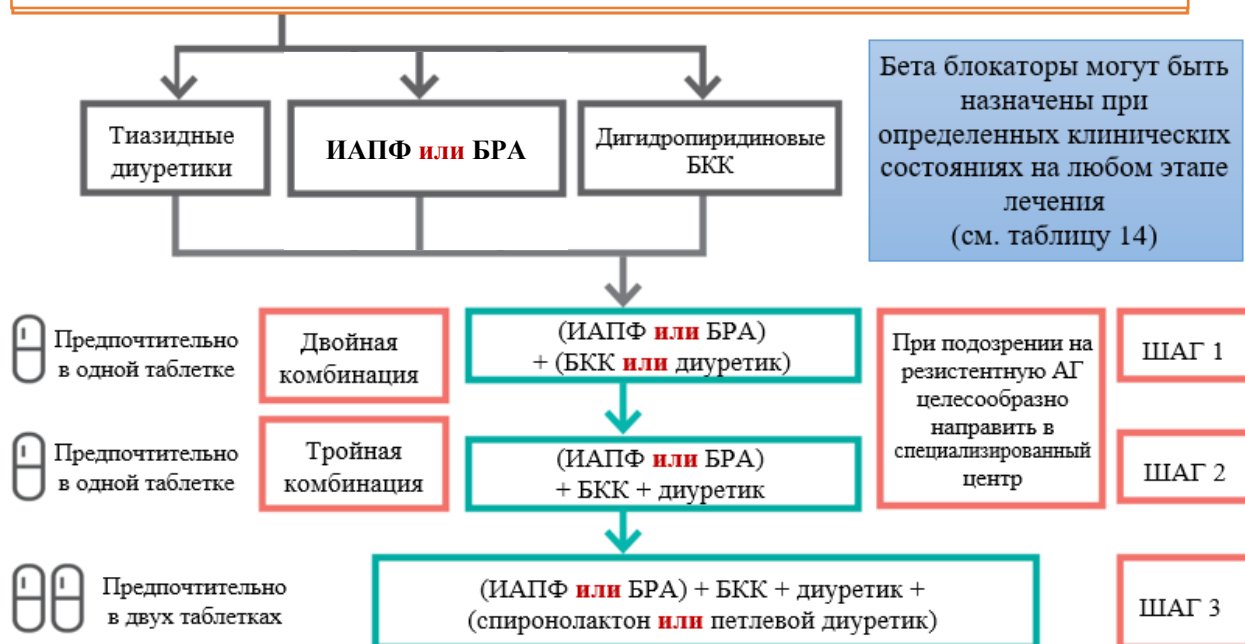 Тиазидные
диуретики
ИАПФ или БРА
Дигидропиридиновые
БКК
Бета блокаторы могут быть
назначены при
определенных клинических
состояниях на любом этапе
лечения
(см. таблицу 14)
Предпочтительно
в одной таблетке
Двойная
комбинация
(ИАПФ или БРА)
+ (БКК или диуретик)
При подозрении на
резистентную АГ
целесообразно
направить в
специализированный
центр
ШАГ 1
Предпочтительно
в одной таблетке
Тройная
комбинация
(ИАПФ или БРА)
+ БКК + диуретик
ШАГ 2
Предпочтительно
в двух таблетках
(ИАПФ или БРА) + БКК + диуретик +
(спиронолактон или петлевой диуретик)
ШАГ 3